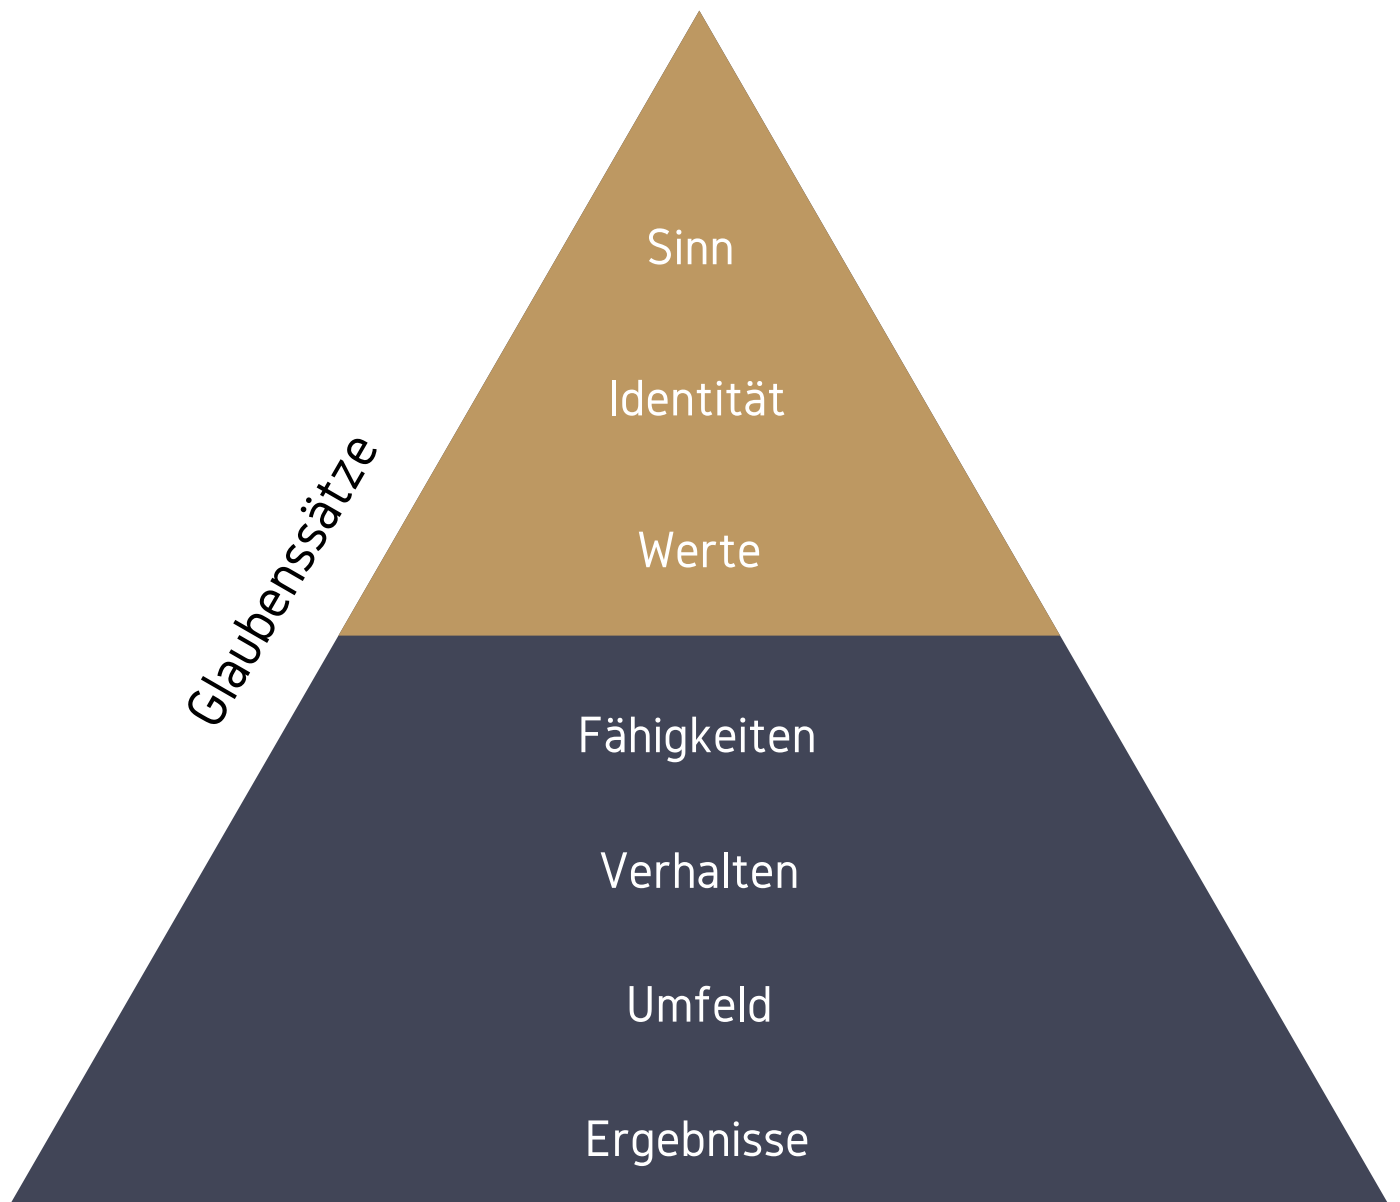 Sinn
Identität
Glaubenssätze
Werte
Fähigkeiten
Verhalten
Umfeld
Ergebnisse